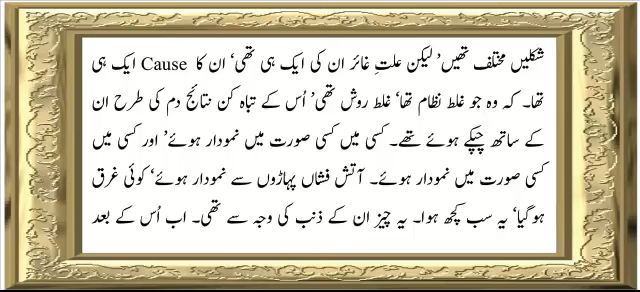 شکلیں مختلف تھیں’ لیکن علتِ غائر ان کی ایک ہی تھی‘ ان کا Cause ایک ہی
تھا۔ کہ وہ جو غلط نظام تھا‘ غلط روش تھی’ اُس کے تباہ کن نتائج دم کی طرح ان
کے ساتھ چپکے ہوئے تھے۔ کسی میں کسی صورت میں نمودار ہوئے’ اور کسی میں
کسی صورت میں نمودار ہوئے۔ آتش فشاں پہاڑوں سے نمودار ہوئے‘ کوئی غرق
ہوگیا‘ یہ سب کچھ ہوا۔ یہ چیز ان کے ذنب کی وجہ سے تھی۔ اب اُس کے بعد